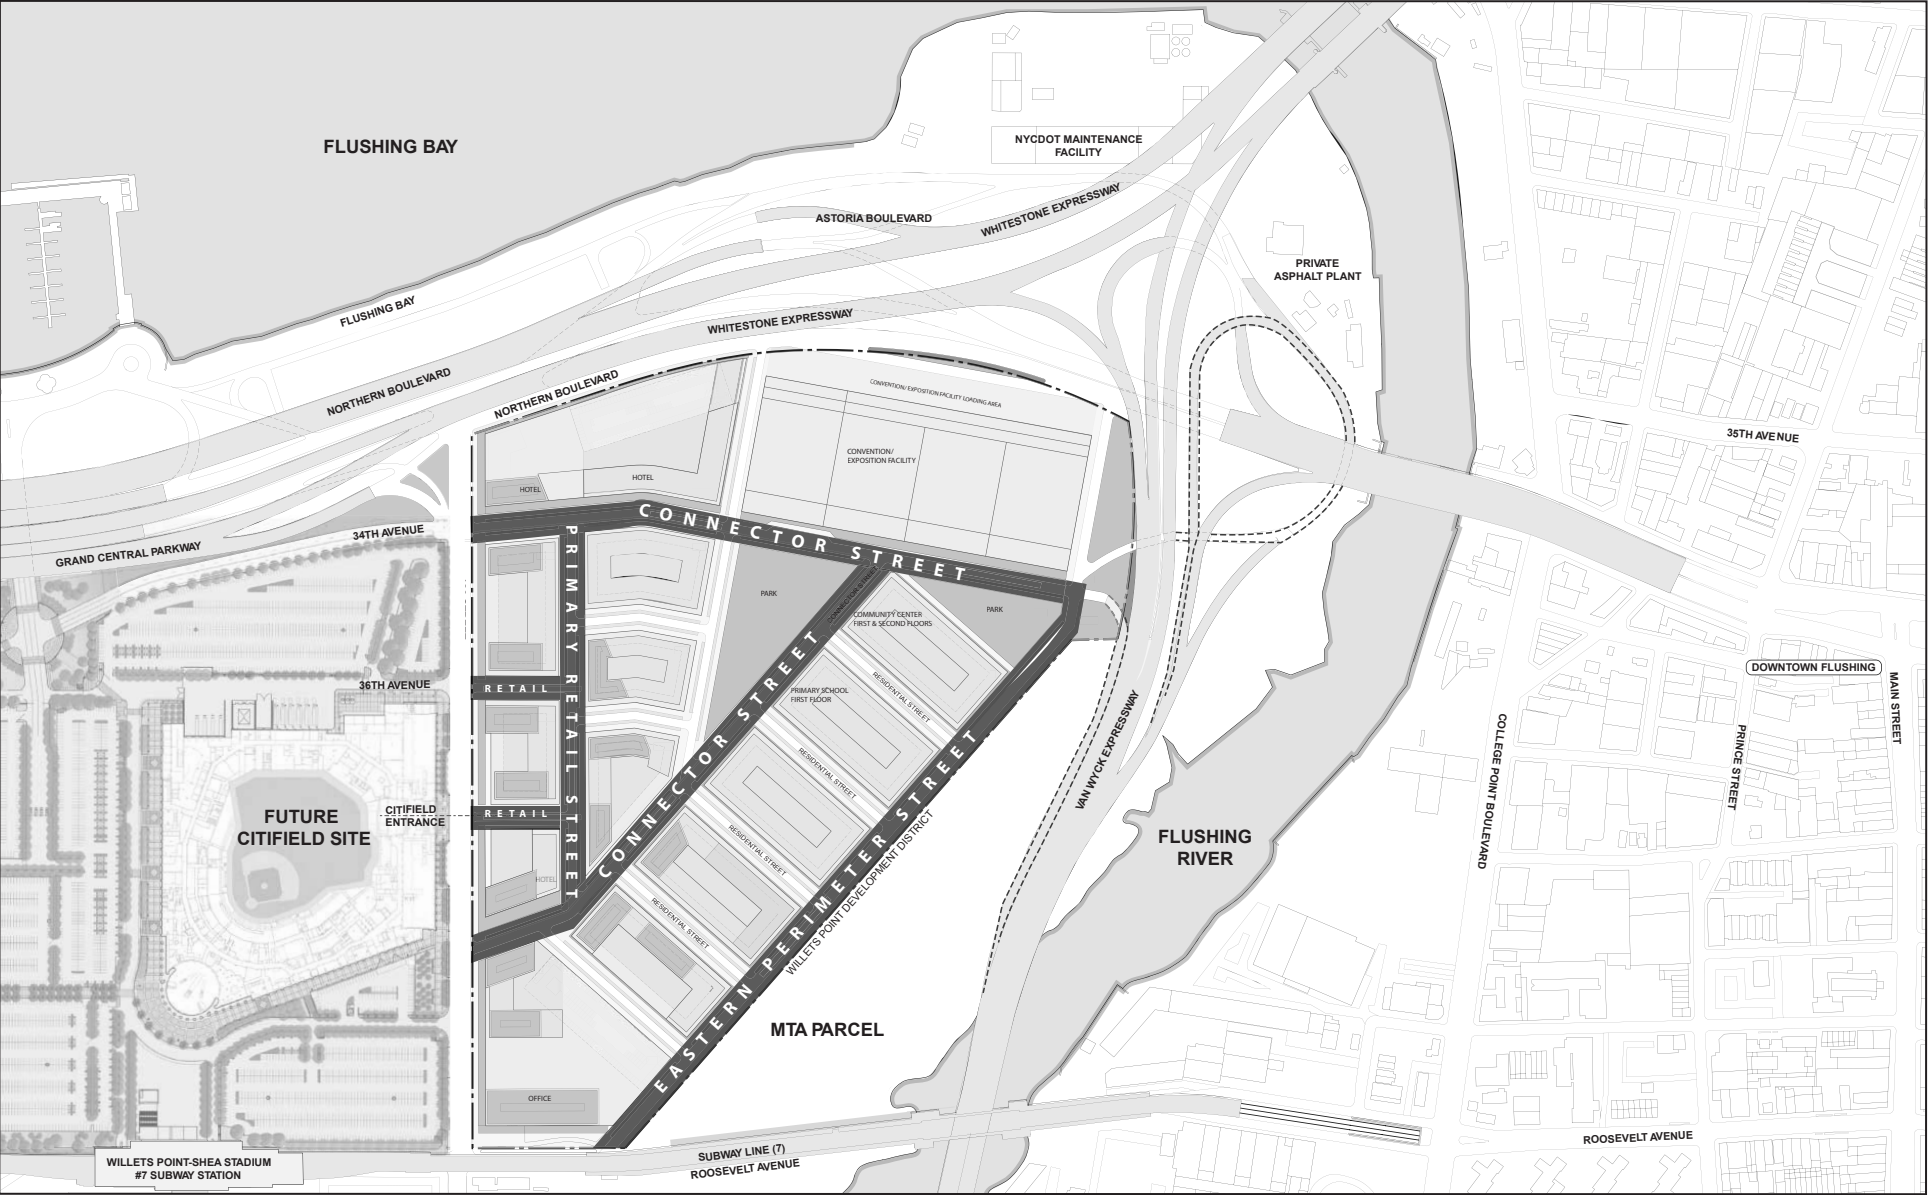 FLUSHING BAY
NYCDOT MAINTENANCE
FACILITY
ASTORIA BOULEVARD
WHITESTONE EXPRESSWAY
PRIVATE
ASPHALT PLANT
FLUSHING BAY
WHITESTONE EXPRESSWAY
NORTHERN BOULEVARD
NORTHERN BOULEVARD
CONVENTION/ EXPOSITION FACILITY LOADING AREA
35TH AVENUE
CONVENTION/
EXPOSITION FACILITY
HOTEL
HOTEL
CONNECTOR STREET
34TH AVENUE
GRAND CENTRAL PARKWAY
PRIMARY RETAIL STREET
PARK
CONNECTOR STREET
PARK
COMMUNITY CENTER
FIRST & SECOND FLOORS
DOWNTOWN FLUSHING
MAIN STREET
36TH AVENUE
RETAIL
PRIMARY SCHOOL
FIRST FLOOR
RESIDENTIAL STREET
CONNECTOR STREET
VAN WYCK EXPRESSWAY
COLLEGE POINT BOULEVARD
PRINCE STREET
RESIDENTIAL STREET
FUTURE
CITIFIELD SITE
CITIFIELD
ENTRANCE
RETAIL
RESIDENTIAL STREET
FLUSHING
RIVER
HOTEL
RESIDENTIAL STREET
EASTERN PERIMETER STREET
WILLETS POINT DEVELOPMENT DISTRICT
MTA PARCEL
OFFICE
SUBWAY LINE (7)
ROOSEVELT AVENUE
ROOSEVELT AVENUE
WILLETS POINT-SHEA STADIUM
#7 SUBWAY STATION